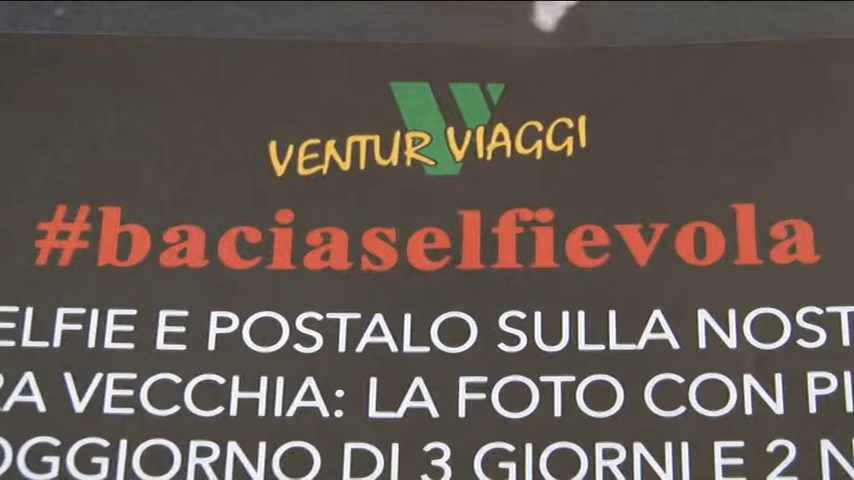 VENTUR VIAGGI
#baciaselfievola
ELFIE E POSTALO SULLA NOST
RA VECCHIA: LA FOTO CON PI
OGGIORNO DI 3 GIORNI E 2 N